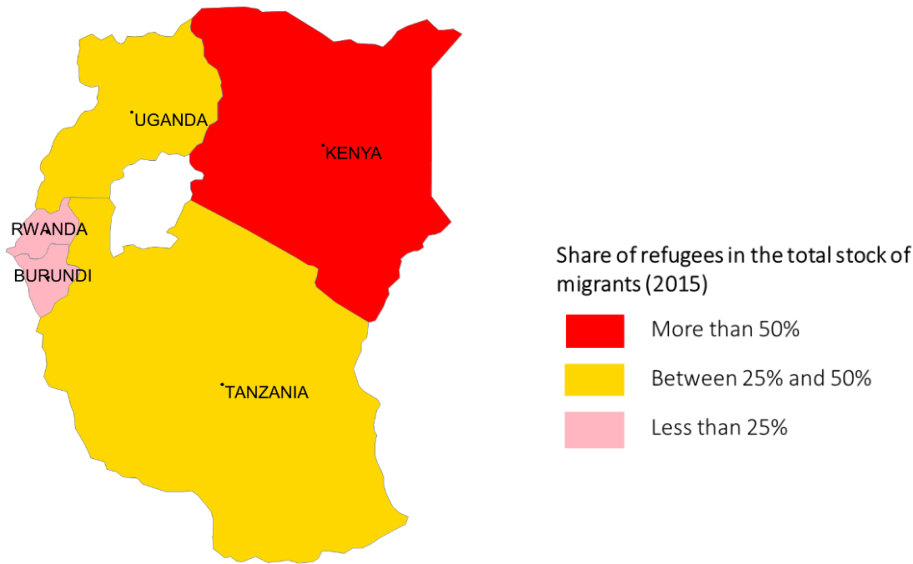 UGANDA
KENYA
RWANDA
BURUNDI
TANZANIA
Share of refugees in the total stock of
migrants (2015)
More than 50%
Between 25% and 50%
Less than 25%